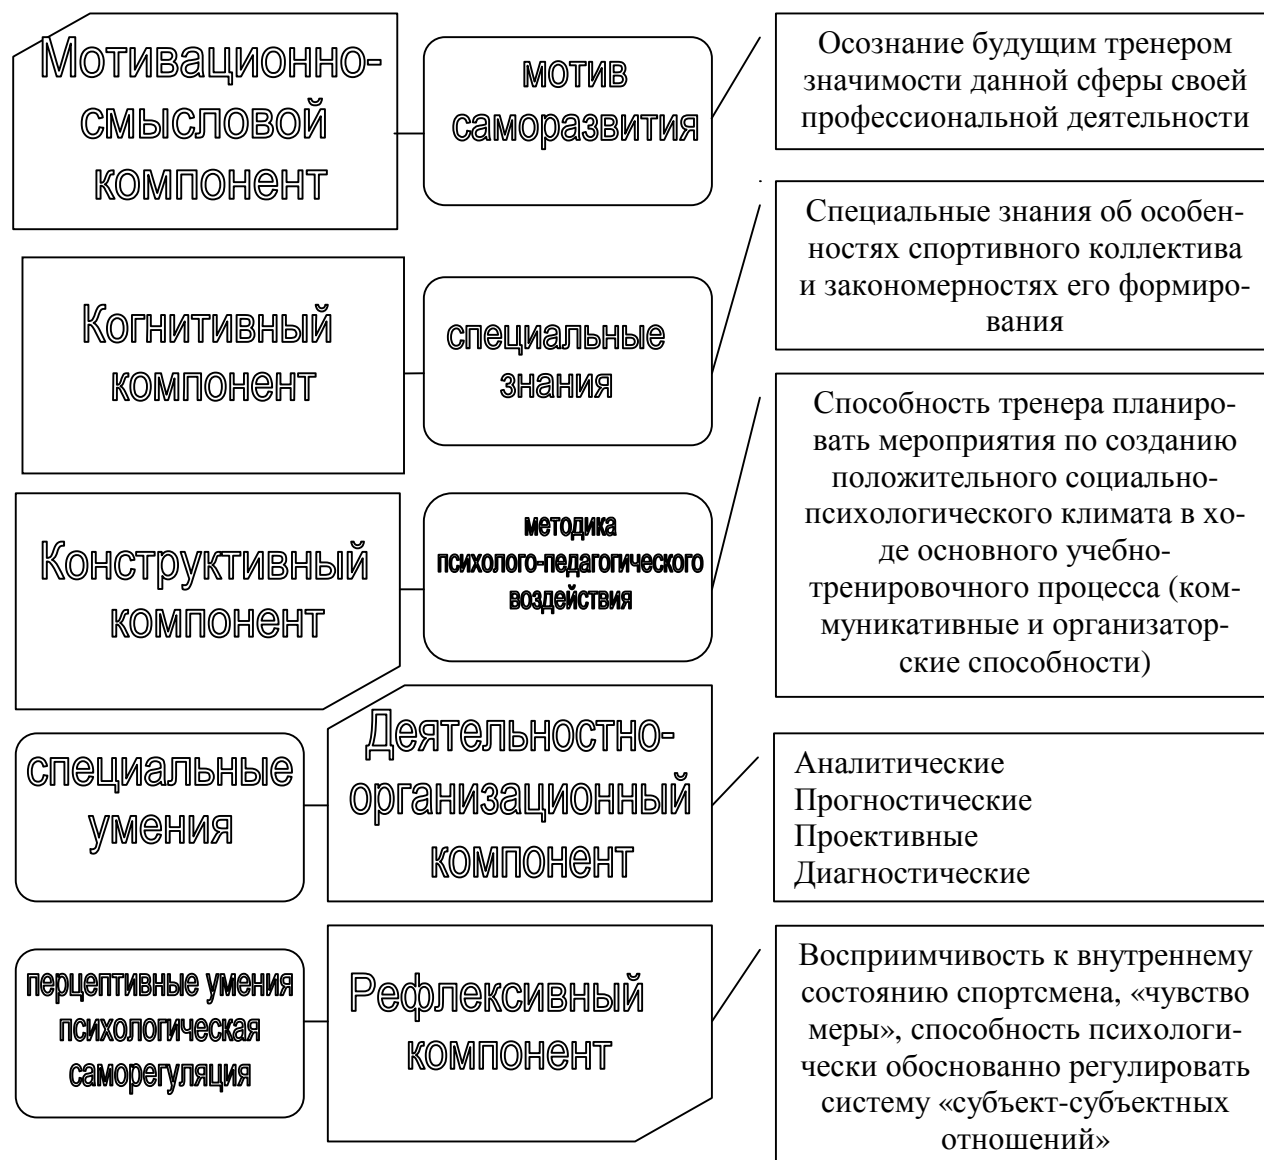 Мотивационно-
смысловой
компонент
мотив
саморазвития
Осознание будущим тренером
значимости данной сферы своей
профессиональной деятельности
Когнитивный
компонент
специальные
знания
Специальные знания об особен-
ностях спортивного коллектива
и закономерностях его формиро-
вания
Конструктивный
компонент
методика
психолого-педагогического
воздействия
Способность тренера планиро-
вать мероприятия по созданию
положительного социально-
психологического климата в хо-
де основного учебно-
тренировочного процесса (ком-
муникативные и организатор-
ские способности)
специальные
умения
Деятельностно-
организационный
компонент
Аналитические
Прогностические
Проективные
Диагностические
перцептивные умения
психологическая
саморегуляция
Рефлексивный
компонент
Восприимчивость к внутреннему
состоянию спортсмена, «чувство
меры», способность психологи-
чески обоснованно регулировать
систему «субъект-субъектных
отношений»